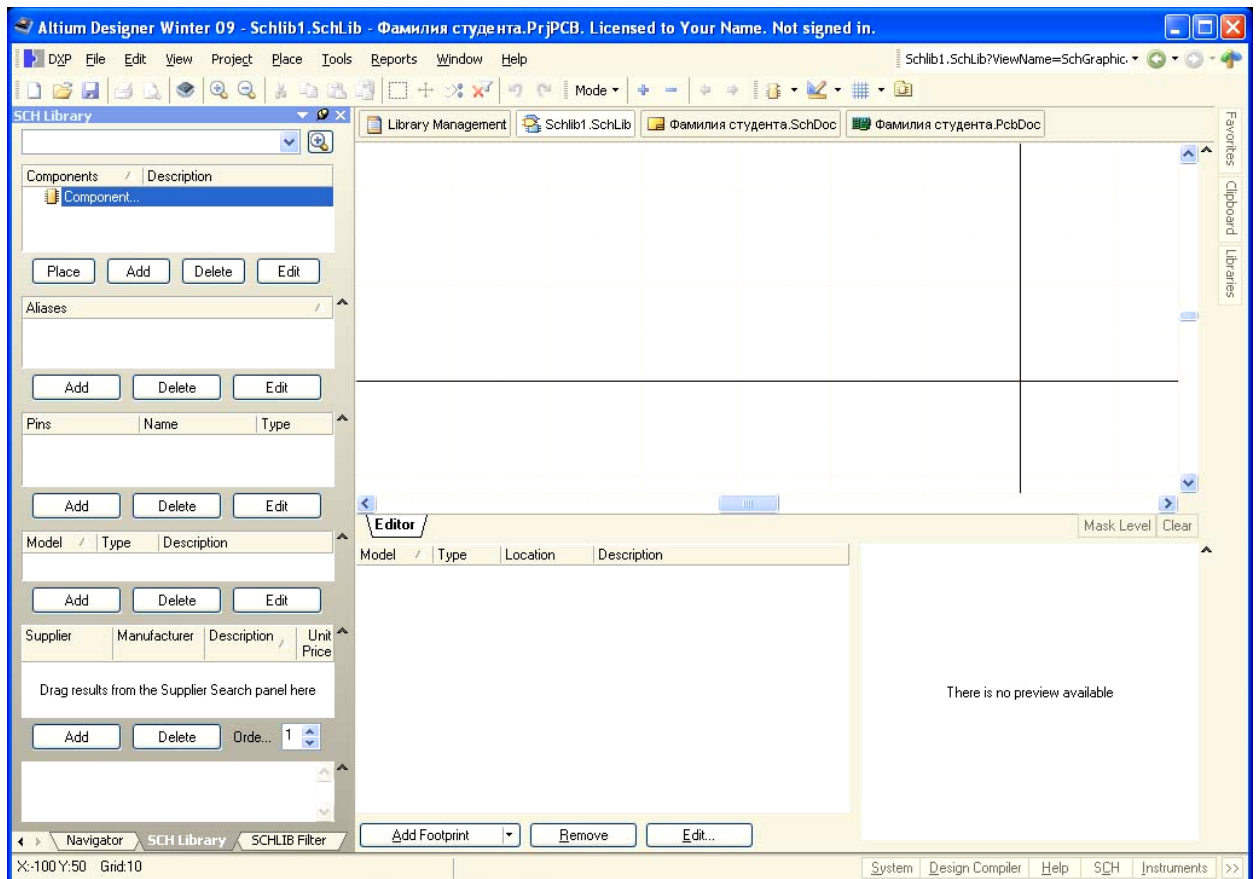 Altium Designer Winter 09 - Schlib1.SchLib - Фамилия студента.PrjPCB. Licensed to Your Name. Not signed in.
DXP File Edit View Project Place Tools Reports Window Help Schlib1.SchLib?ViewName=SchGraphic.
Mode
SCH Library
Library Management Schlib1.SchLib Фамилия студента.SchDoc Фамилия студента.PcbDoc
Favorites
Clipboard
Libraries
Components Description
Component...
Place Add Delete Edit
Aliases
Add Delete Edit
Pins Name Type
Add Delete Edit
Editor
Mask Level Clear
Model Type Description
Add Delete Edit
Model Type Location Description
Supplier Manufacturer Description Unit Price
Drag results from the Supplier Search panel here
There is no preview available
Add Delete Orde... 1
Add Footprint Remove Edit...
Navigator SCH Library SCHLIB Filter
X:-100 Y:50 Grid:10
System Design Compiler Help SCH Instruments >>